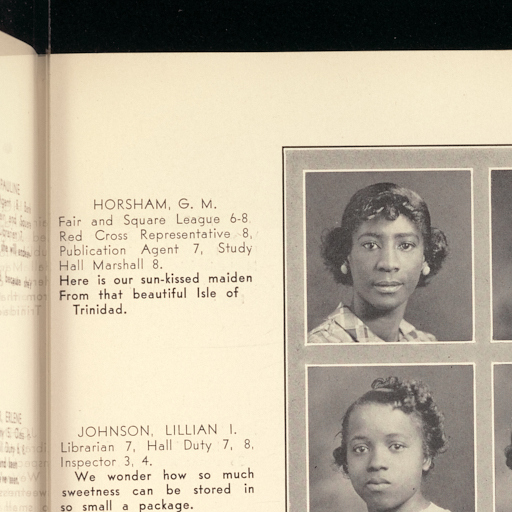 HORSHAM, G. M.
Fair and Square League 6-8.
Red Cross Representative 8,
Publication Agent 7, Study
Hall Marshall 8.
Here is our sun-kissed maiden
From that beautiful Isle of
Trinidad.
JOHNSON, LILLIAN I.
Librarian 7, Hall Duty 7, 8,
Inspector 3, 4.
We wonder how so much
sweetness can be stored in
so small a package.